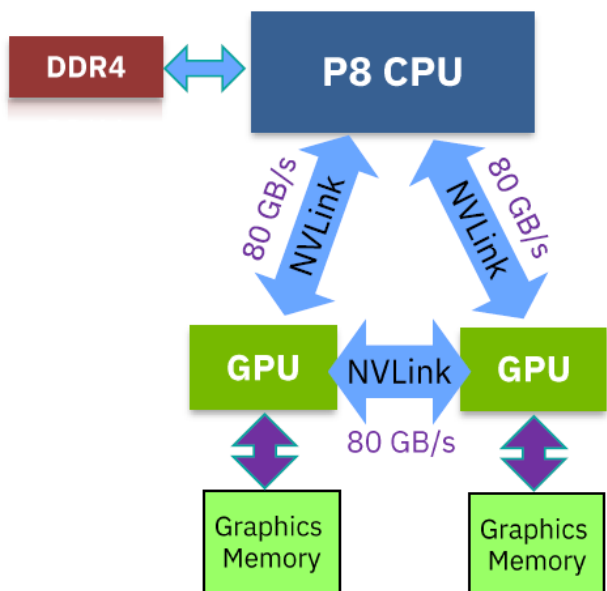 DDR4
P8 CPU
80 GB/s
NVLink
NVLink
80 GB/s
GPU
NVLink
GPU
80 GB/s
Graphics
Memory
Graphics
Memory